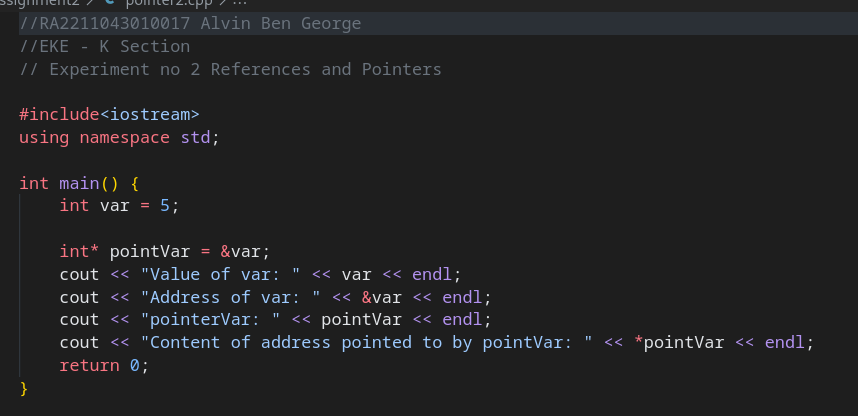 ssignment2 > pointer2.cpp > ...
//RA2211043010017 Alvin Ben George
//EKE - K Section
// Experiment no 2 References and Pointers
#include<iostream>
using namespace std;
int main() {
    int var = 5;
    int* pointVar = &var;
    cout << "Value of var: " << var << endl;
    cout << "Address of var: " << &var << endl;
    cout << "pointerVar: " << pointVar << endl;
    cout << "Content of address pointed to by pointVar: " << *pointVar << endl;
    return 0;
}